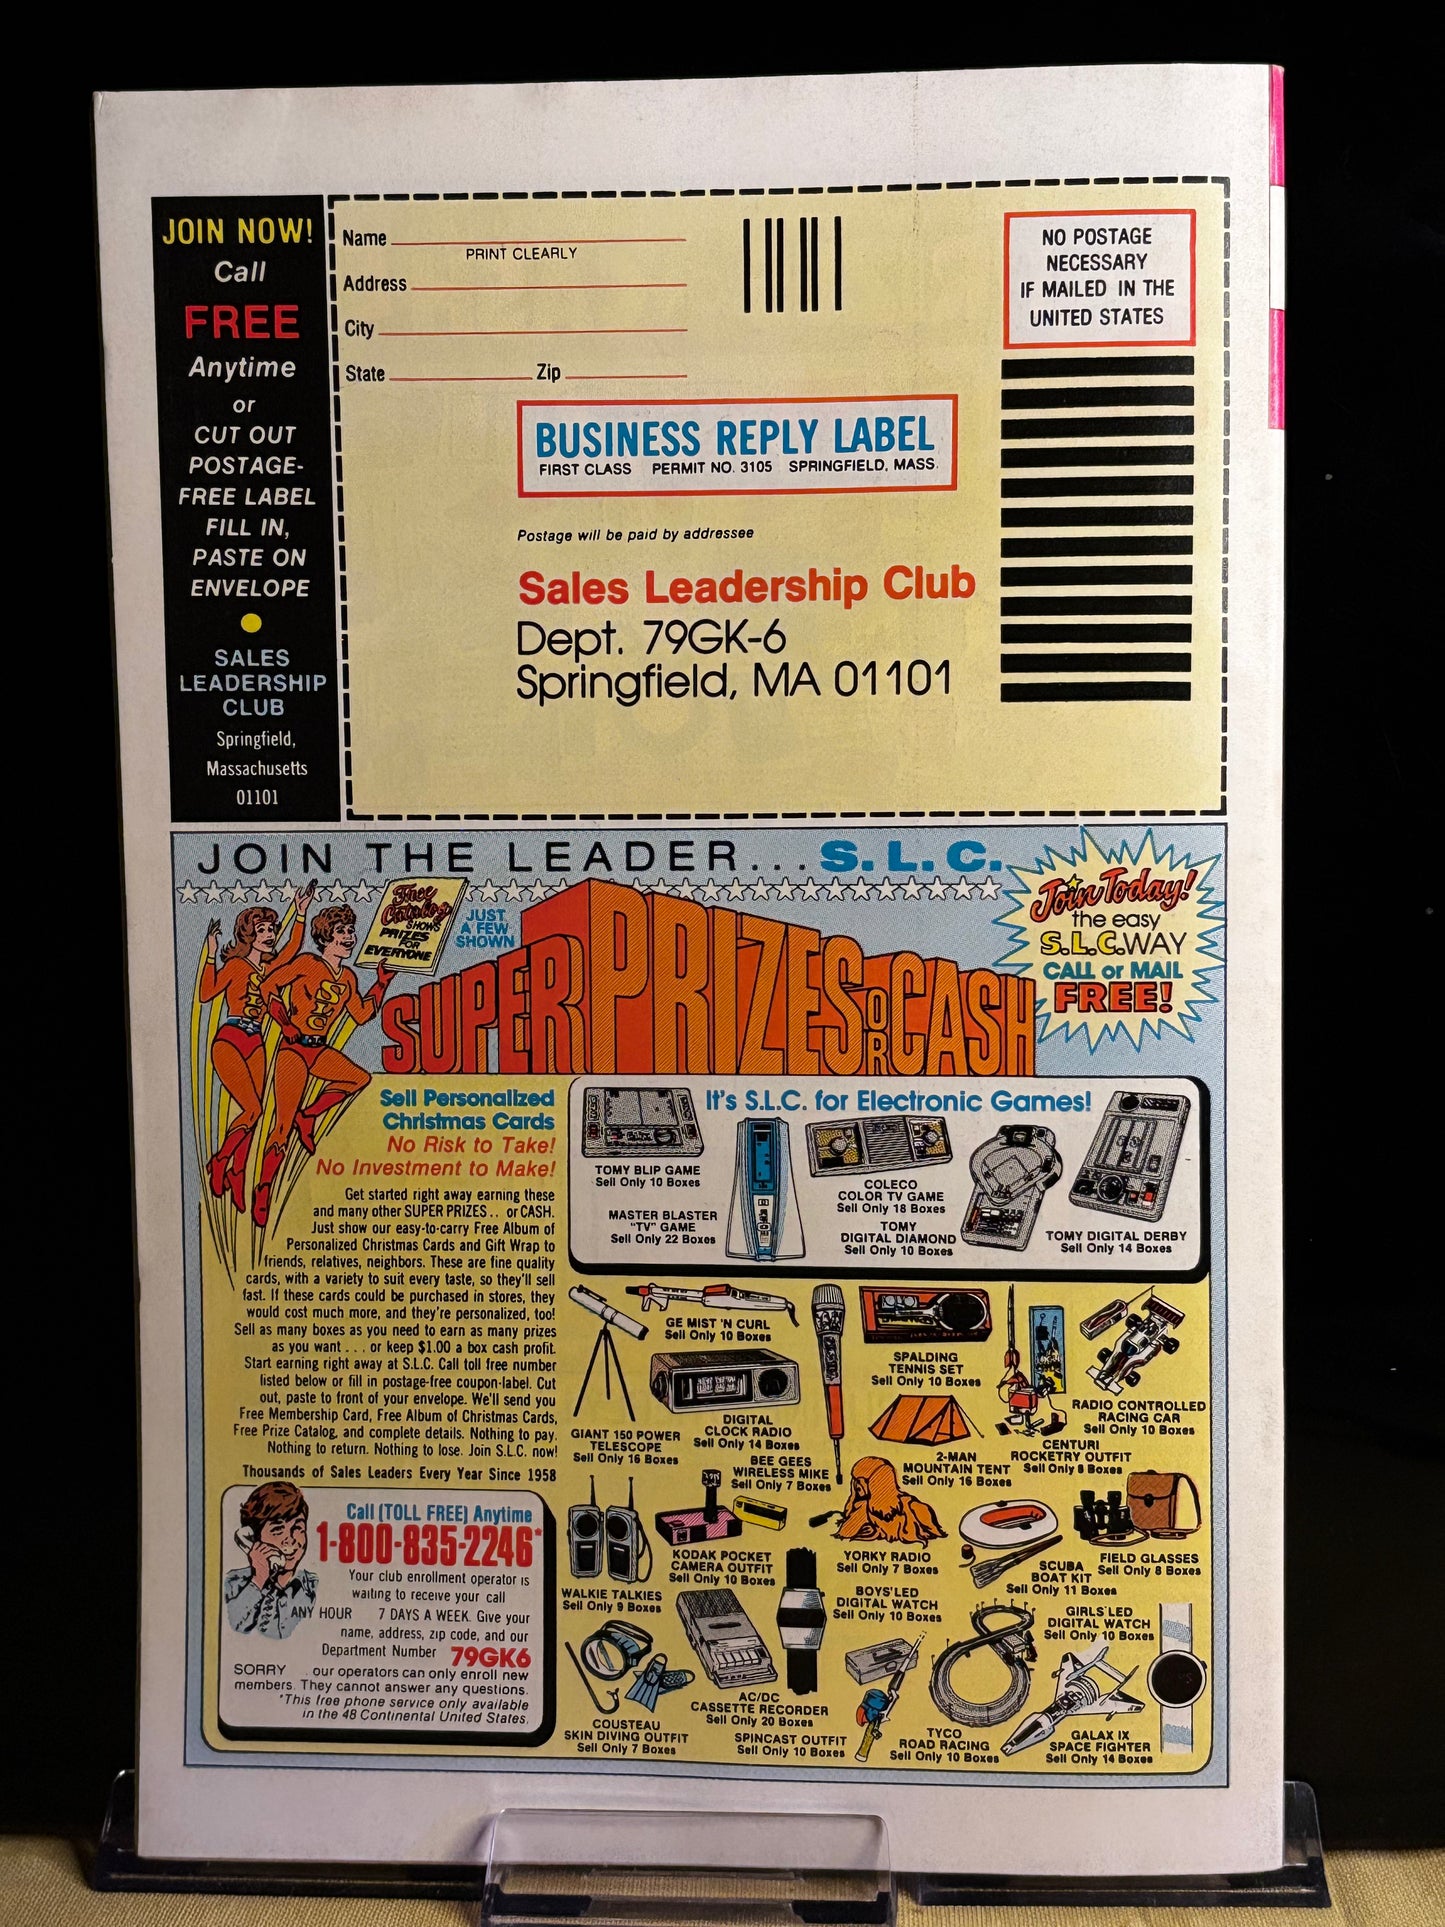 JOIN NOW!
Call
FREE
Anytime
or
CUT OUT
POSTAGE-
FREE LABEL
FILL IN,
PASTE ON
ENVELOPE
SALES
LEADERSHIP
CLUB
Springfield,
Massachusetts
01101
Name
PRINT CLEARLY
Address
City
State Zip
NO POSTAGE
NECESSARY
IF MAILED IN THE
UNITED STATES
BUSINESS REPLY LABEL
FIRST CLASS PERMIT NO. 3105 SPRINGFIELD, MASS.
Postage will be paid by addressee
Sales Leadership Club
Dept. 79GK-6
Springfield, MA 01101
JOIN THE LEADER... S.L.C.
Free
Catalog
SHOWS
PRIZES
FOR
EVERYONE
JUST
A FEW
SHOWN
SUPER PRIZES OR CASH
Join Today!
the easy
S.L.C. WAY
CALL or MAIL
FREE!
SLC
Sell Personalized
Christmas Cards
No Risk to Take!
No Investment to Make!
Get started right away earning these
and many other SUPER PRIZES.. or CASH.
Just show our easy-to-carry Free Album of
Personalized Christmas Cards and Gift Wrap to
friends, relatives, neighbors. These are fine quality
cards, with a variety to suit every taste, so they'll sell
fast. If these cards could be purchased in stores, they
would cost much more, and they're personalized, too!
Sell as many boxes as you need to earn as many prizes
as you want . . . or keep $1.00 a box cash profit.
Start earning right away at S.L.C. Call toll free number
listed below or fill in postage-free coupon-label. Cut
out, paste to front of your envelope. We'll send you
Free Membership Card, Free Album of Christmas Cards,
Free Prize Catalog, and complete details. Nothing to pay.
Nothing to return. Nothing to lose. Join S.L.C. now!
Thousands of Sales Leaders Every Year Since 1958
Call (TOLL FREE) Anytime
1-800-835-2246*
Your club enrollment operator is
waiting to receive your call
ANY HOUR 7 DAYS A WEEK. Give your
name, address, zip code, and our
Department Number 79GK6
SORRY . . our operators can only enroll new
members. They cannot answer any questions.
*This free phone service only available
in the 48 Continental United States.
It's S.L.C. for Electronic Games!
TOMY BLIP GAME
Sell Only 10 Boxes
MASTER BLASTER
"TV" GAME
Sell Only 22 Boxes
COLECO
COLOR TV GAME
Sell Only 18 Boxes
TOMY
DIGITAL DIAMOND
Sell Only 10 Boxes
TOMY DIGITAL DERBY
Sell Only 14 Boxes
GE MIST 'N CURL
Sell Only 10 Boxes
SPALDING
TENNIS SET
Sell Only 10 Boxes
RADIO CONTROLLED
RACING CAR
Sell Only 10 Boxes
GIANT 150 POWER
TELESCOPE
Sell Only 16 Boxes
DIGITAL
CLOCK RADIO
Sell Only 14 Boxes
BEE GEES
WIRELESS MIKE
Sell Only 7 Boxes
2-MAN
MOUNTAIN TENT
Sell Only 16 Boxes
CENTURI
ROCKETRY OUTFIT
Sell Only 8 Boxes
WALKIE TALKIES
Sell Only 9 Boxes
KODAK POCKET
CAMERA OUTFIT
Sell Only 10 Boxes
YORKY RADIO
Sell Only 7 Boxes
SCUBA
BOAT KIT
Sell Only 11 Boxes
FIELD GLASSES
Sell Only 8 Boxes
BOYS' LED
DIGITAL WATCH
Sell Only 10 Boxes
GIRLS' LED
DIGITAL WATCH
Sell Only 10 Boxes
COUSTEAU
SKIN DIVING OUTFIT
Sell Only 7 Boxes
AC/DC
CASSETTE RECORDER
Sell Only 20 Boxes
SPINCAST OUTFIT
Sell Only 10 Boxes
TYCO
ROAD RACING
Sell Only 10 Boxes
GALAX IX
SPACE FIGHTER
Sell Only 14 Boxes